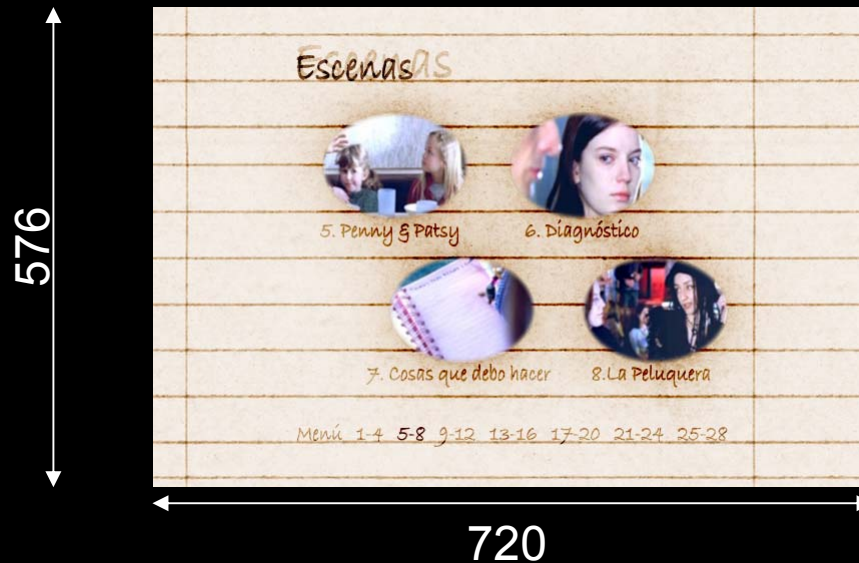 Escenas
5. Penny & Patsy 6. Diagnóstico
7. Cosas que debo hacer 8.La Peluquera
Menú 1-4 5-8 9-12 13-16 17-20 21-24 25-28
576
720